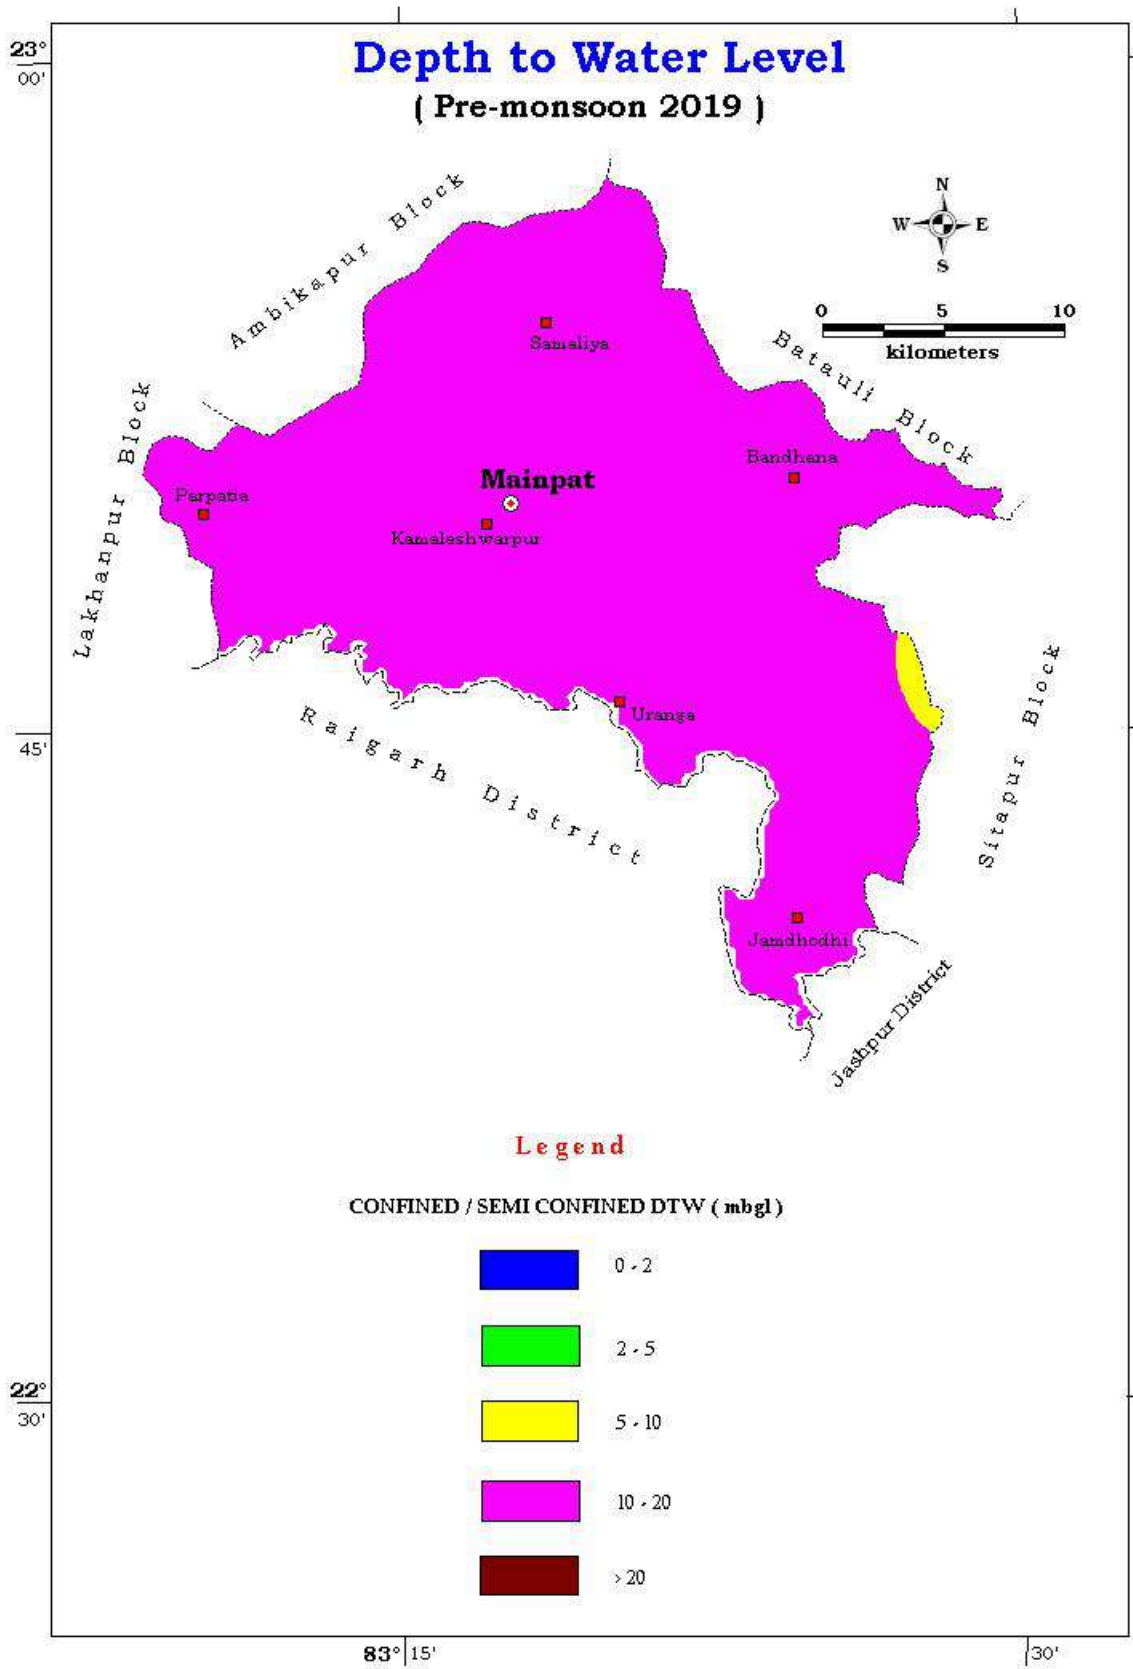 Depth to Water Level
( Pre-monsoon 2019 )
23°
00'
N
W E
S
0 5 10
kilometers
Ambikapur Block
Batauli Block
Lakhanpur Block
Samaliya
Bandhana
Mainpat
Parpatia
Kamaleshwarpur
Uranga
45'
Raigarh District
Sitapur Block
Jamdhodhi
Jashpur District
Legend
CONFINED / SEMI CONFINED DTW ( mbgl )
0 - 2
2 - 5
22°
30'
5 - 10
10 - 20
> 20
83° 15' 30'